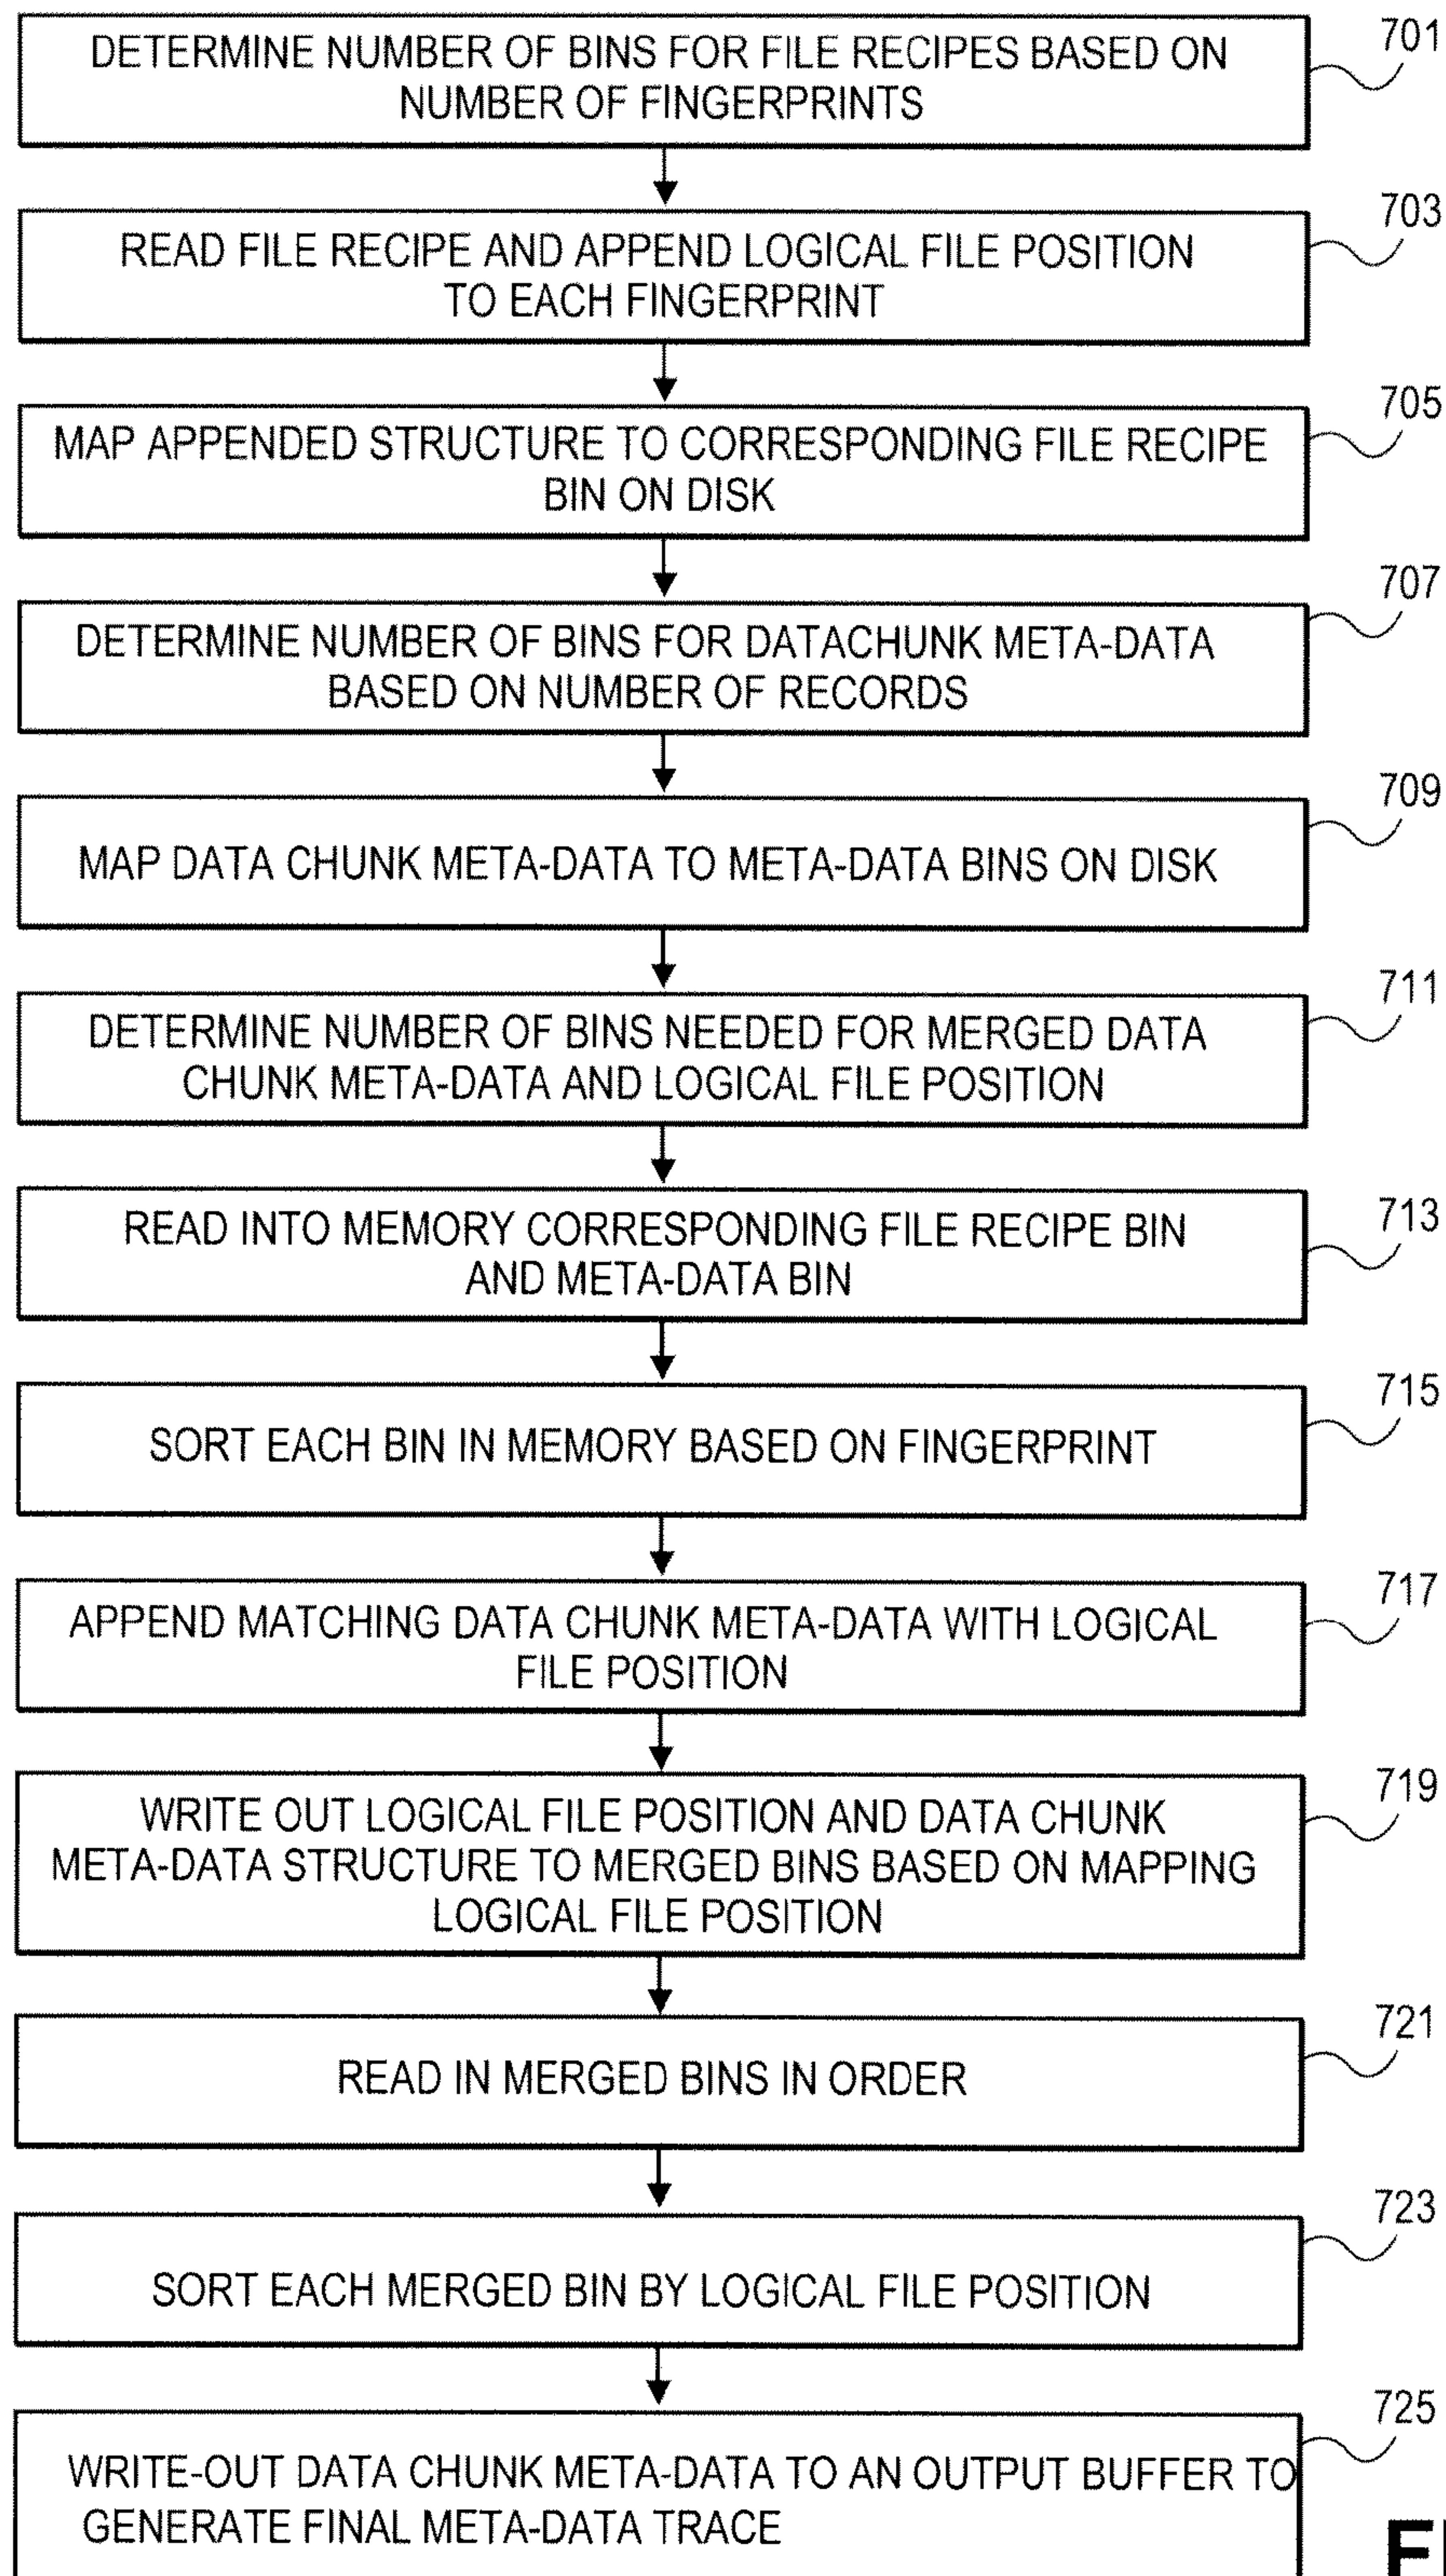 701
DETERMINE NUMBER OF BINS FOR FILE RECIPES BASED ON
NUMBER OF FINGERPRINTS
703
READ FILE RECIPE AND APPEND LOGICAL FILE POSITION
TO EACH FINGERPRINT
705
MAP APPENDED STRUCTURE TO CORRESPONDING FILE RECIPE
BIN ON DISK
707
DETERMINE NUMBER OF BINS FOR DATACHUNK META-DATA
BASED ON NUMBER OF RECORDS
709
MAP DATA CHUNK META-DATA TO META-DATA BINS ON DISK
711
DETERMINE NUMBER OF BINS NEEDED FOR MERGED DATA
CHUNK META-DATA AND LOGICAL FILE POSITION
713
READ INTO MEMORY CORRESPONDING FILE RECIPE BIN
AND META-DATA BIN
715
SORT EACH BIN IN MEMORY BASED ON FINGERPRINT
717
APPEND MATCHING DATA CHUNK META-DATA WITH LOGICAL
FILE POSITION
719
WRITE OUT LOGICAL FILE POSITION AND DATA CHUNK
META-DATA STRUCTURE TO MERGED BINS BASED ON MAPPING
LOGICAL FILE POSITION
721
READ IN MERGED BINS IN ORDER
723
SORT EACH MERGED BIN BY LOGICAL FILE POSITION
725
WRITE-OUT DATA CHUNK META-DATA TO AN OUTPUT BUFFER TO
GENERATE FINAL META-DATA TRACE